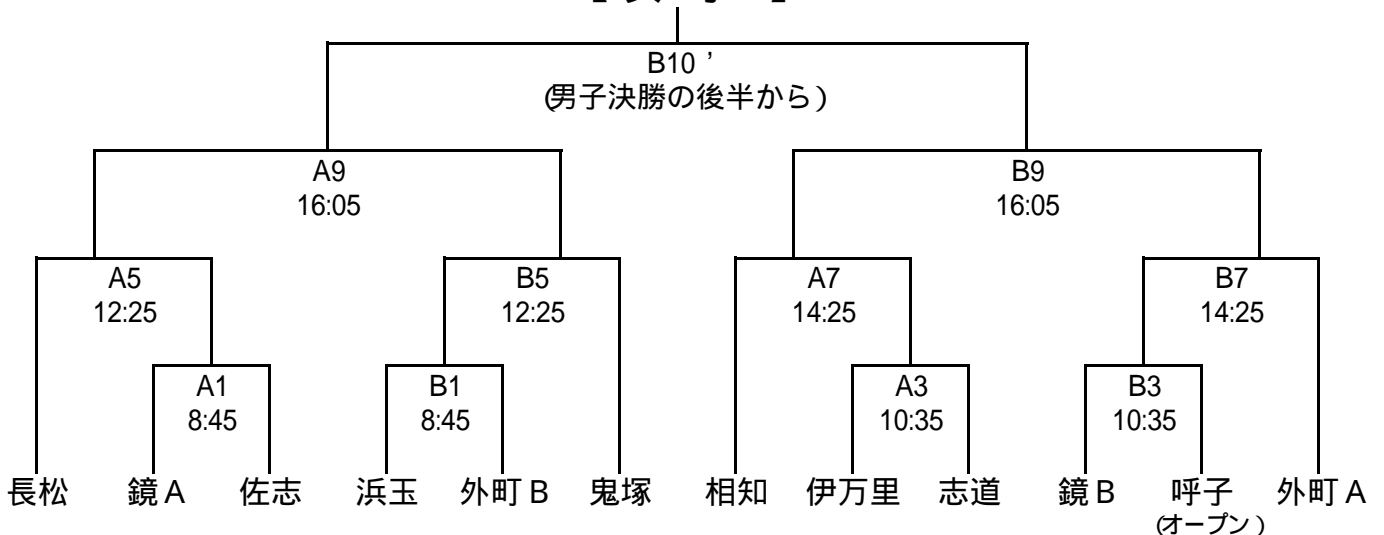 B10 '
(男子決勝の後半から)
A9
16:05
B9
16:05
A5
12:25
B5
12:25
A7
14:25
B7
14:25
A1
8:45
B1
8:45
A3
10:35
B3
10:35
長松 鏡A 佐志 浜玉 外町B 鬼塚 相知 伊万里 志道 鏡B 呼子 外町A
(オープン)